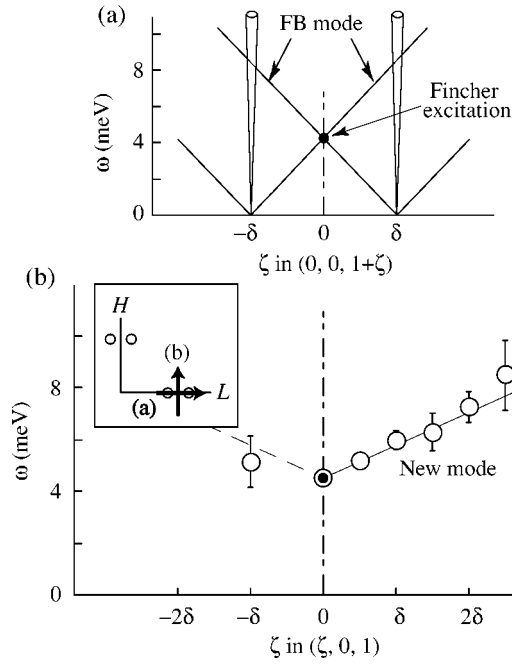 (a)
FB mode
Fincher
excitation
ω (meV)
8
4
0
−δ
0
δ
ζ in (0, 0, 1+ζ)
(b)
H
(b)
(a)
L
ω (meV)
8
4
0
New mode
−2δ
−δ
0
δ
2δ
ζ in (ζ, 0, 1)